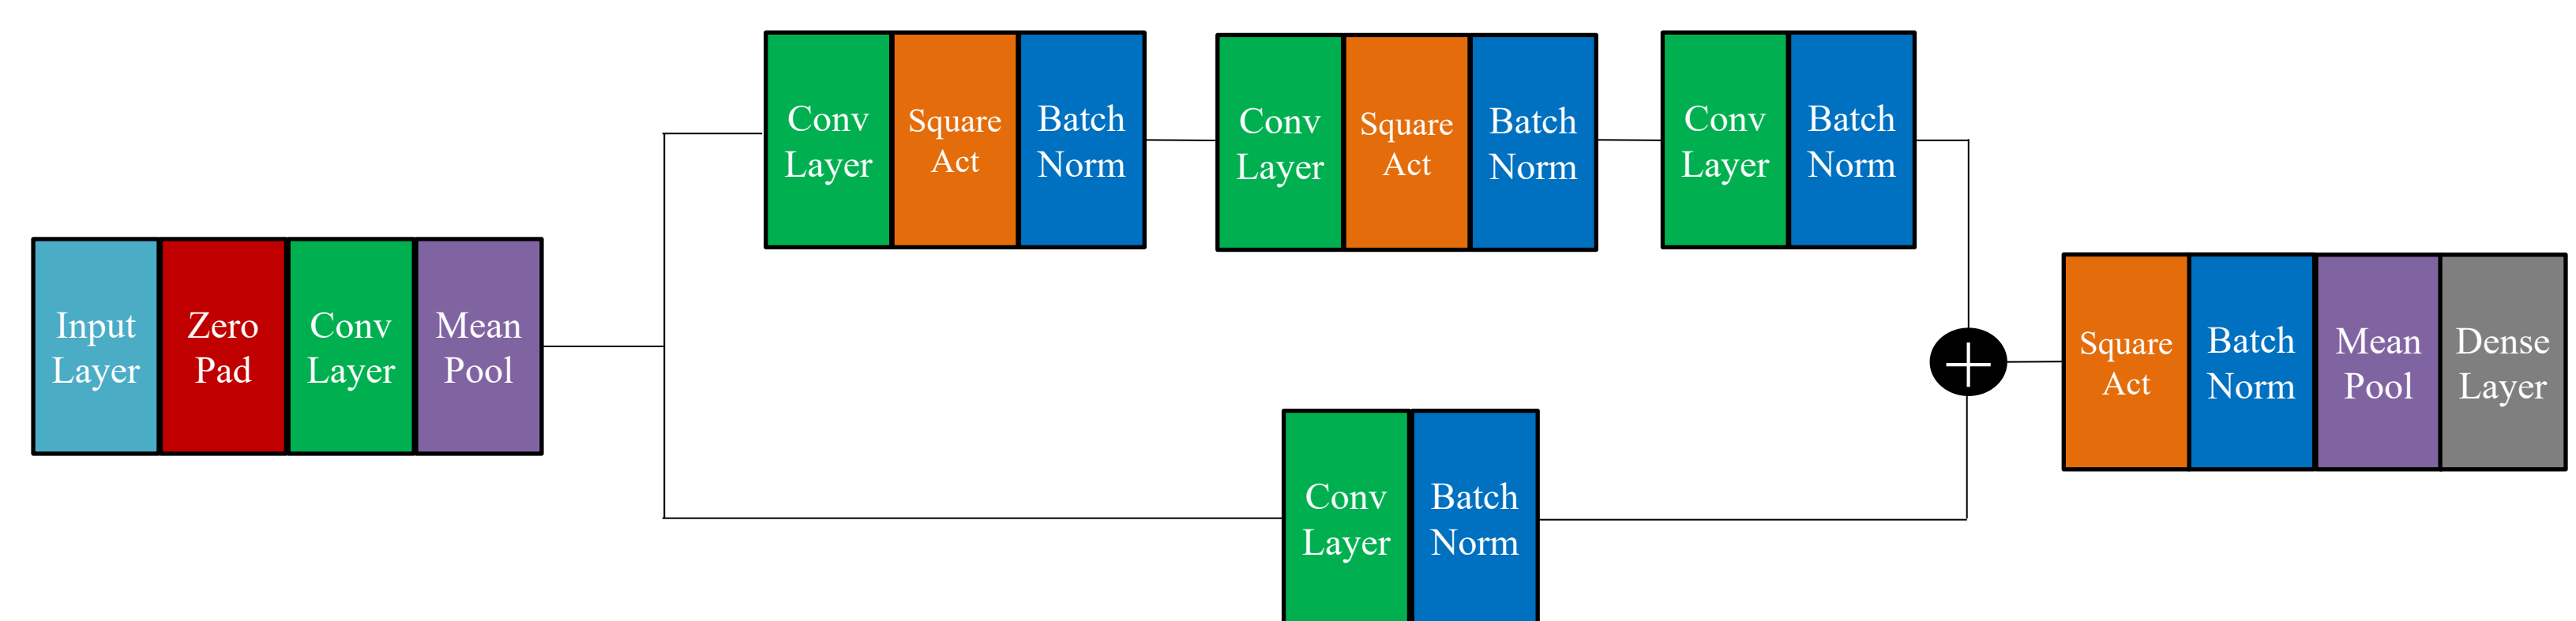 Conv
Layer
Square
Act
Batch
Norm
Conv
Layer
Square
Act
Batch
Norm
Conv
Layer
Batch
Norm
Input
Layer
Zero
Pad
Conv
Layer
Mean
Pool
Square
Act
Batch
Norm
Mean
Pool
Dense
Layer
Conv
Layer
Batch
Norm